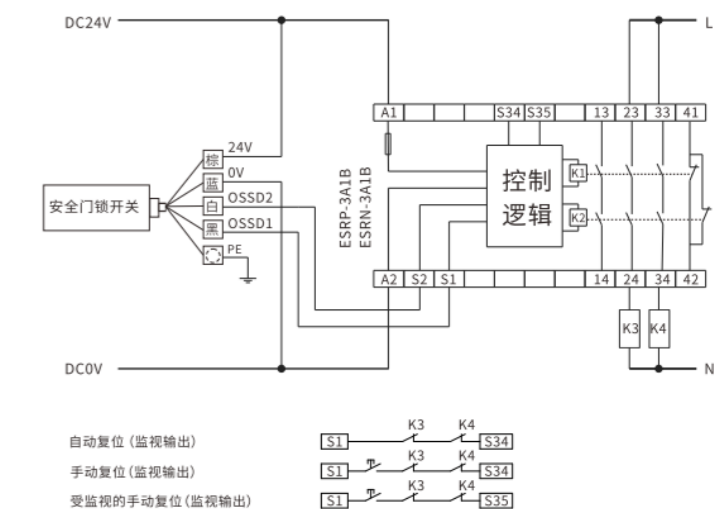 DC24V
L
A1 S34 S35 13 23 33 41
24V
棕
0V
蓝
安全门锁开关
白
OSSD2
黑
OSSD1
PE
ESRP-3A1B
ESRN-3A1B
控制
逻辑
K1
K2
A2 S2 S1 14 24 34 42
K3 K4
DC0V
N
自动复位（监视输出） S1 K3 K4 S34
手动复位（监视输出） S1 K3 K4 S34
受监视的手动复位（监视输出） S1 K3 K4 S35